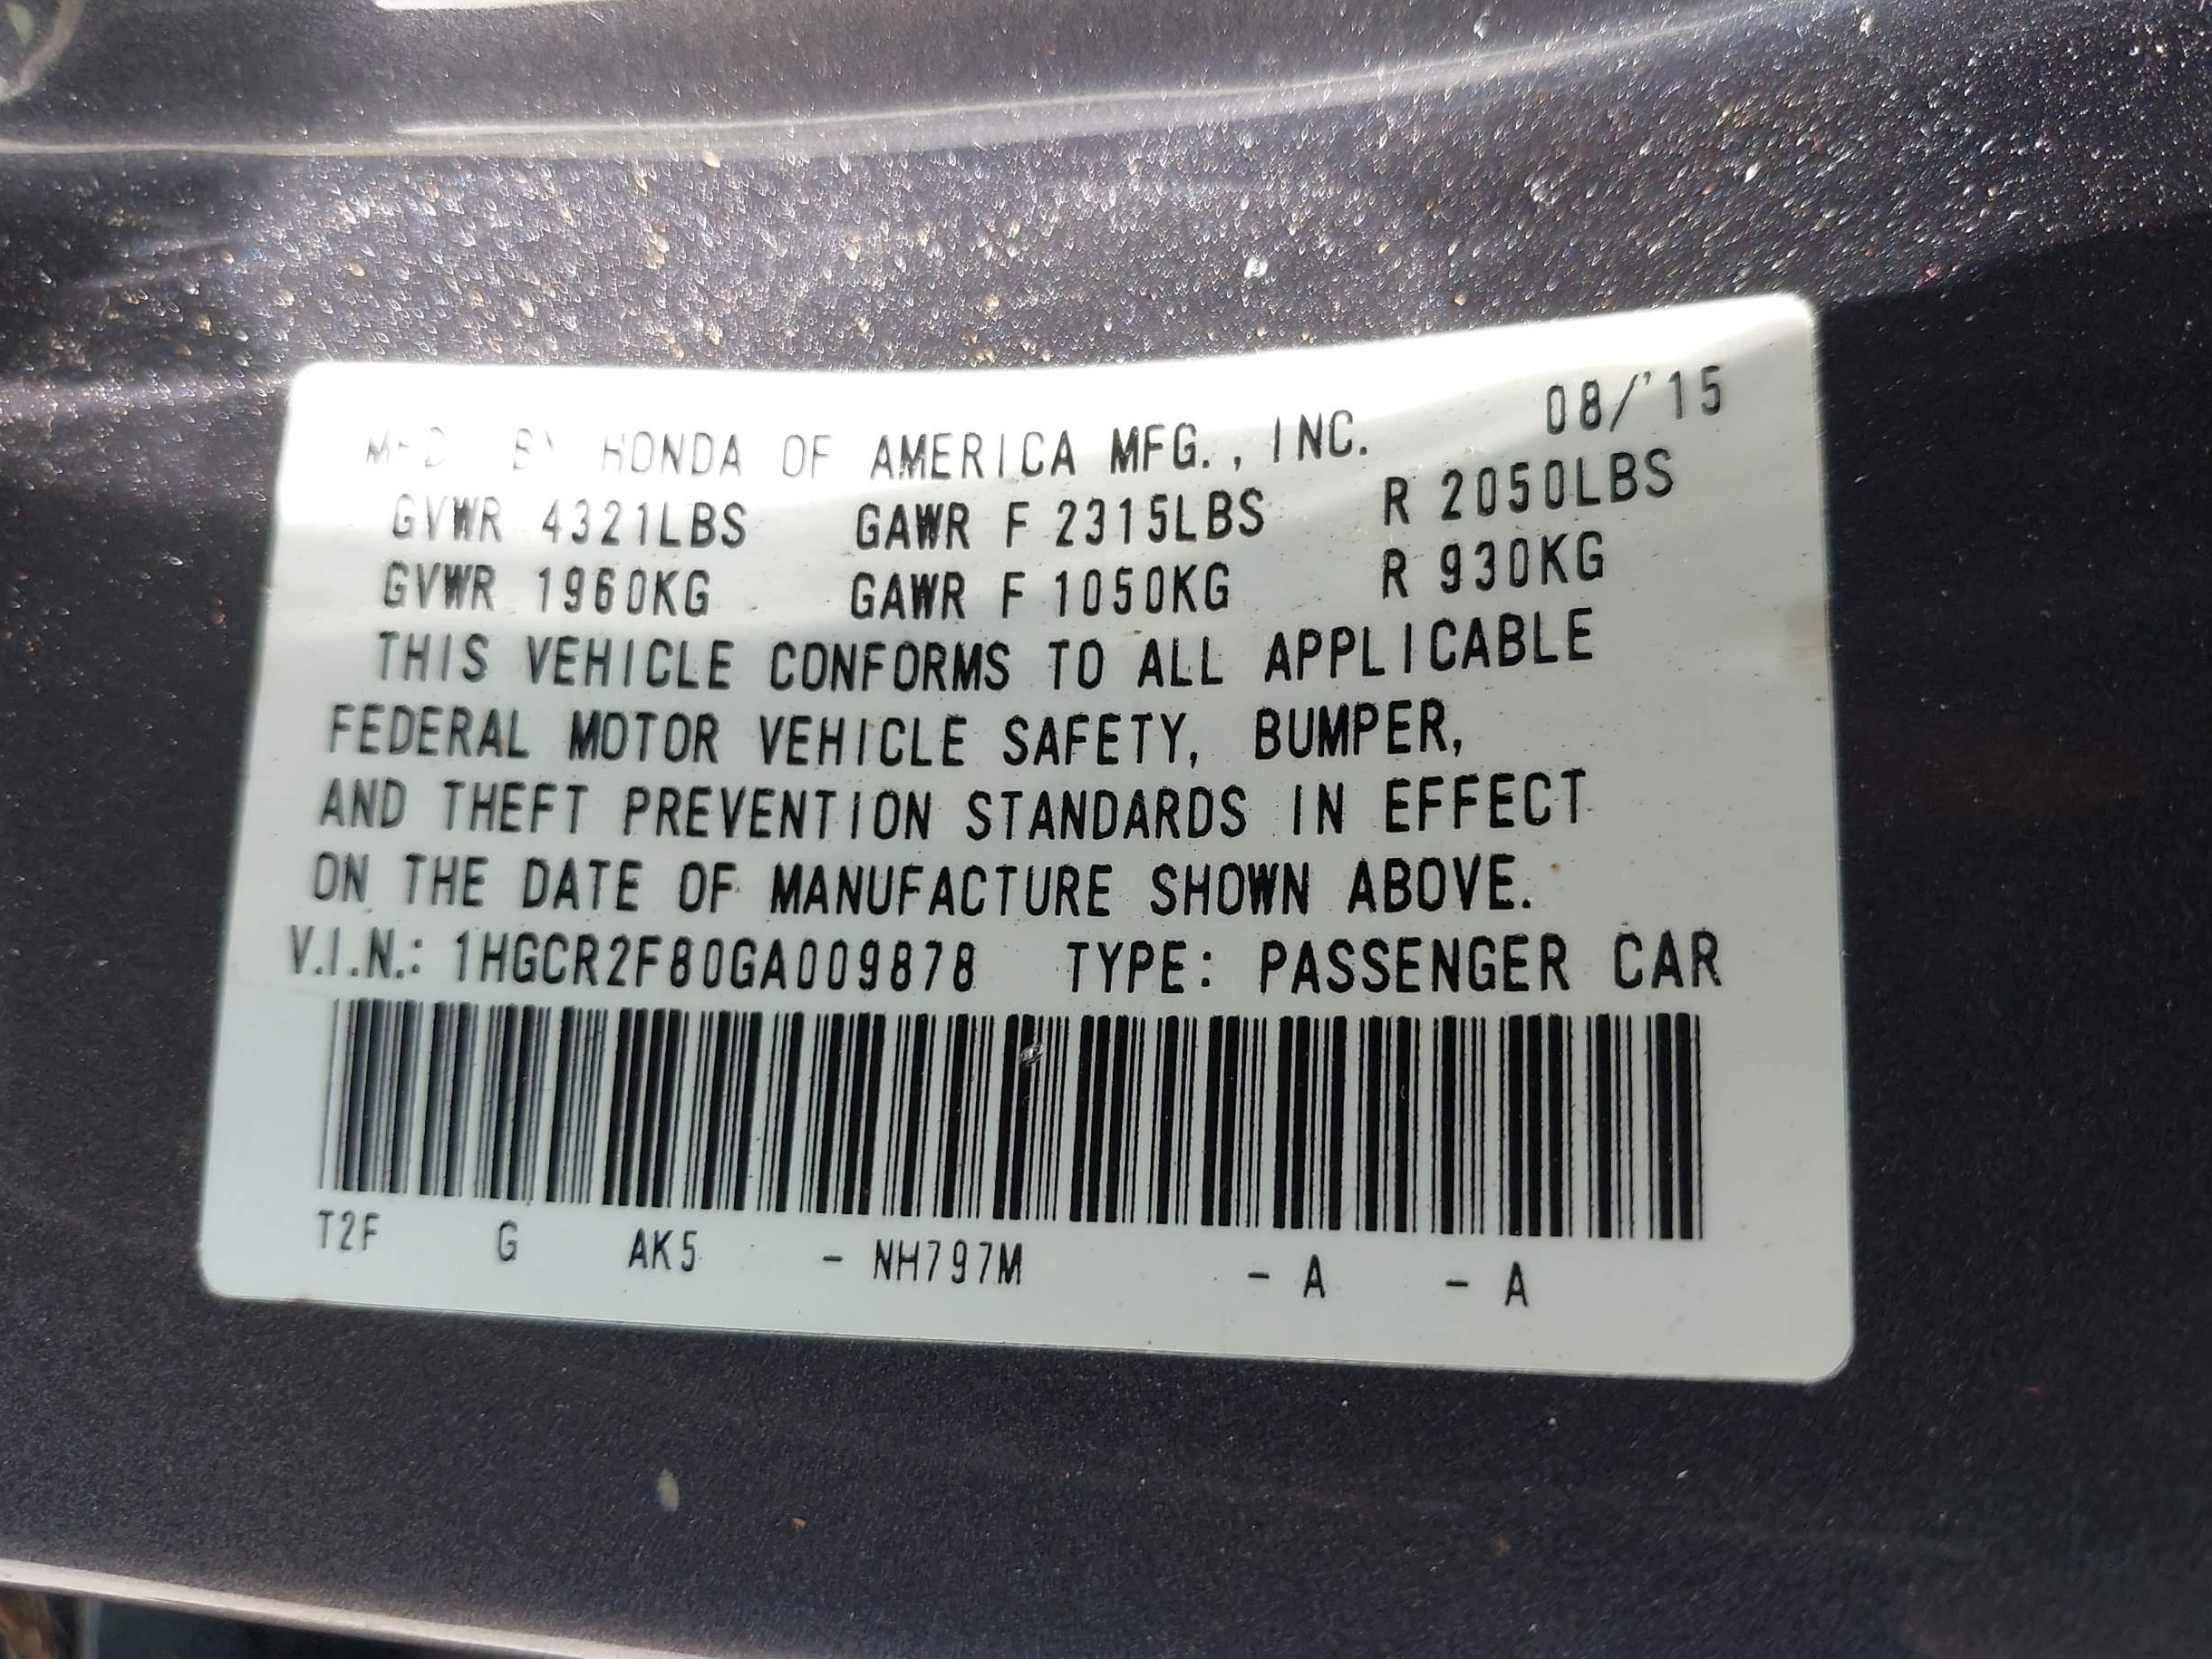 MFD. BY HONDA OF AMERICA MFG., INC. 08/'15
GVWR 4321LBS GAWR F 2315LBS R 2050LBS
GVWR 1960KG GAWR F 1050KG R 930KG
THIS VEHICLE CONFORMS TO ALL APPLICABLE
FEDERAL MOTOR VEHICLE SAFETY, BUMPER,
AND THEFT PREVENTION STANDARDS IN EFFECT
ON THE DATE OF MANUFACTURE SHOWN ABOVE.
V.I.N.: 1HGCR2F80GA009878 TYPE: PASSENGER CAR
T2F G AK5 - NH797M - A - A